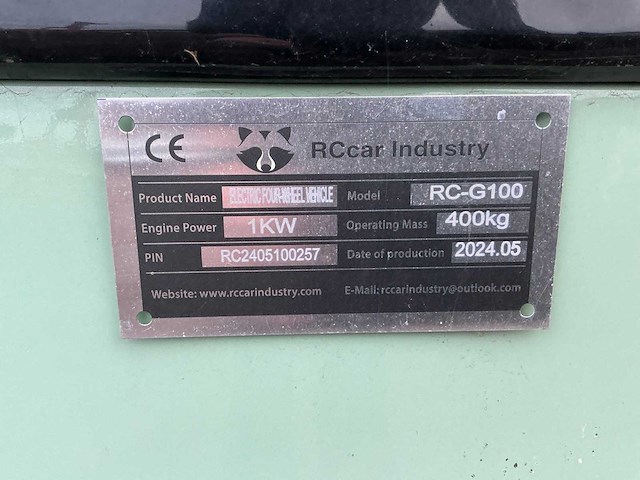 CE RCcar Industry
Product Name ELECTRIC FOUR-WHEEL VEHICLE Model RC-G100
Engine Power 1KW Operating Mass 400kg
PIN RC2405100257 Date of production 2024.05
Website: www.rccarindustry.com E-Mail: rccarindustry@outlook.com